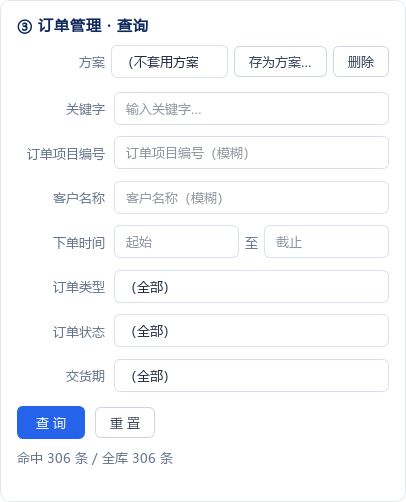 ③ 订单管理 · 查询
方案 (不套用方案 存为方案... 删除
关键字 输入关键字...
订单项目编号 订单项目编号（模糊）
客户名称 客户名称（模糊）
下单时间 起始 至 截止
订单类型 （全部）
订单状态 （全部）
交货期 （全部）
查 询 重 置
命中 306 条 / 全库 306 条